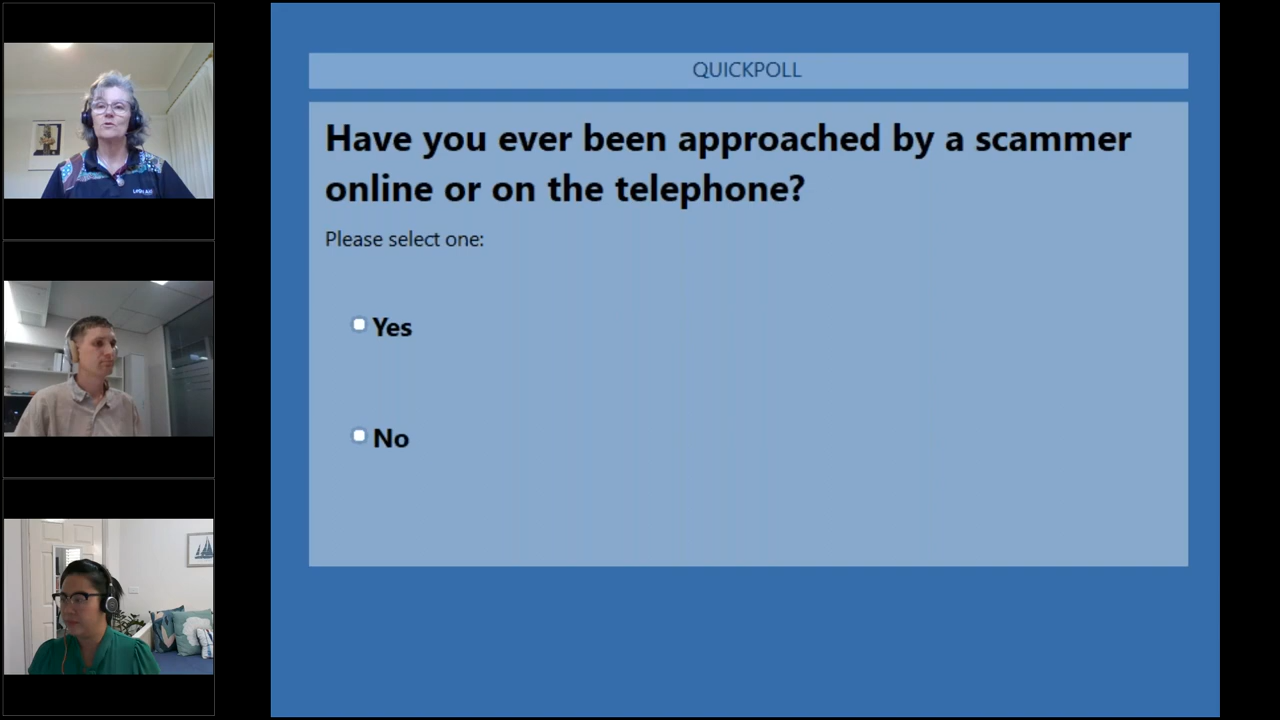 QUICKPOLL
Have you ever been approached by a scammer
online or on the telephone?
Please select one:
Yes
No